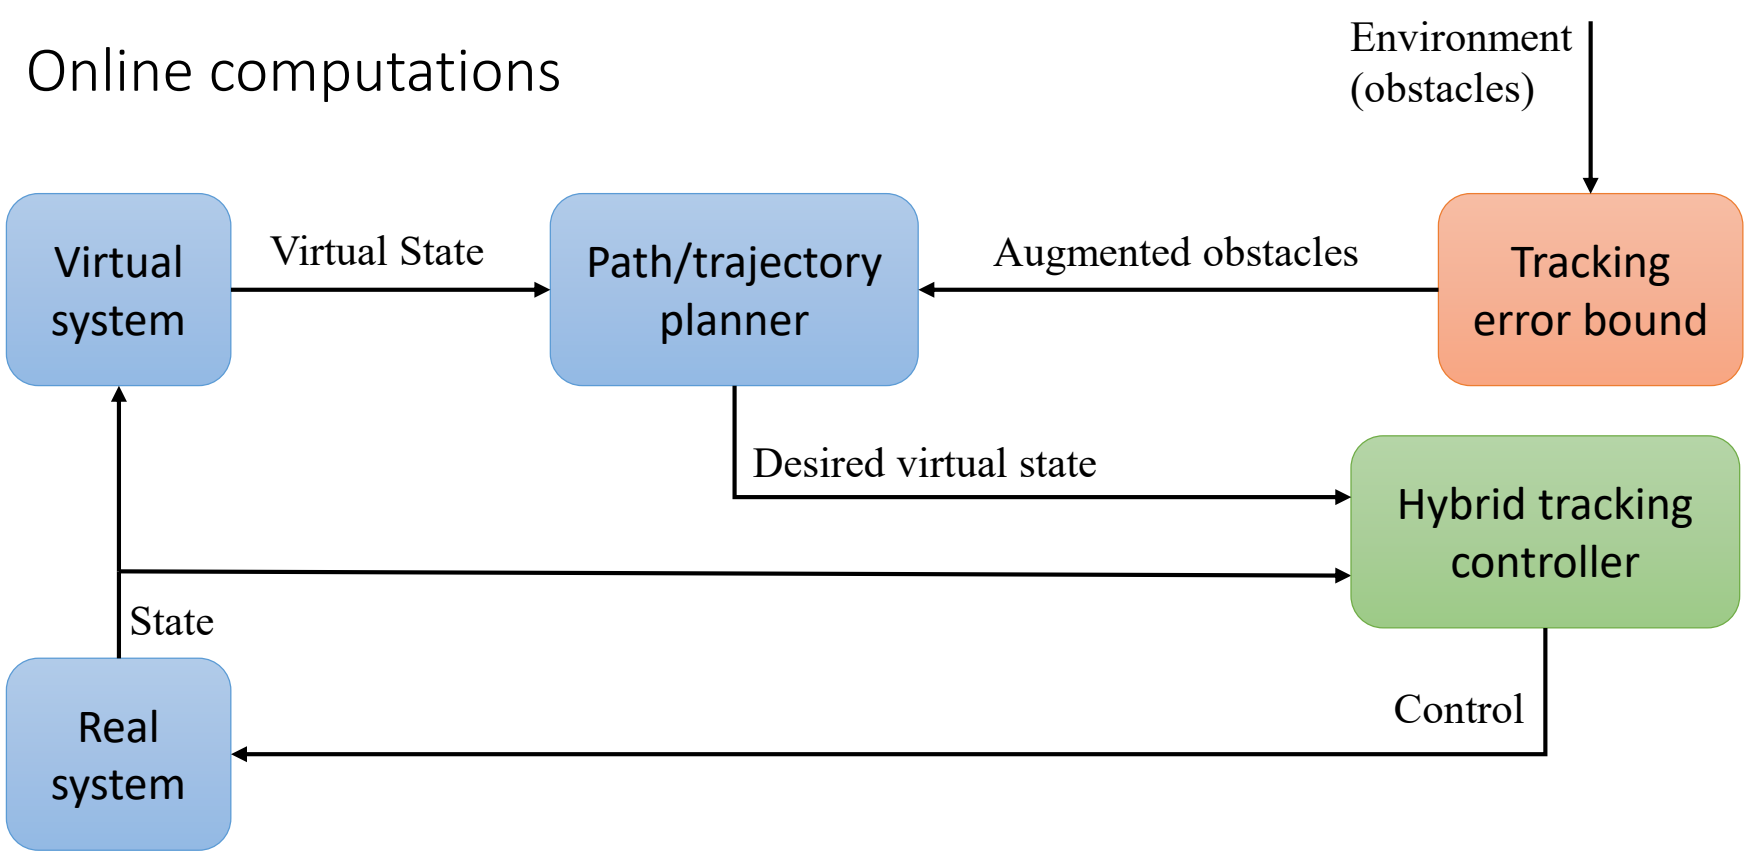 Online computations
Environment
(obstacles)
Virtual
system
Virtual State
Path/trajectory
planner
Augmented obstacles
Tracking
error bound
Desired virtual state
Hybrid tracking
controller
State
Real
system
Control